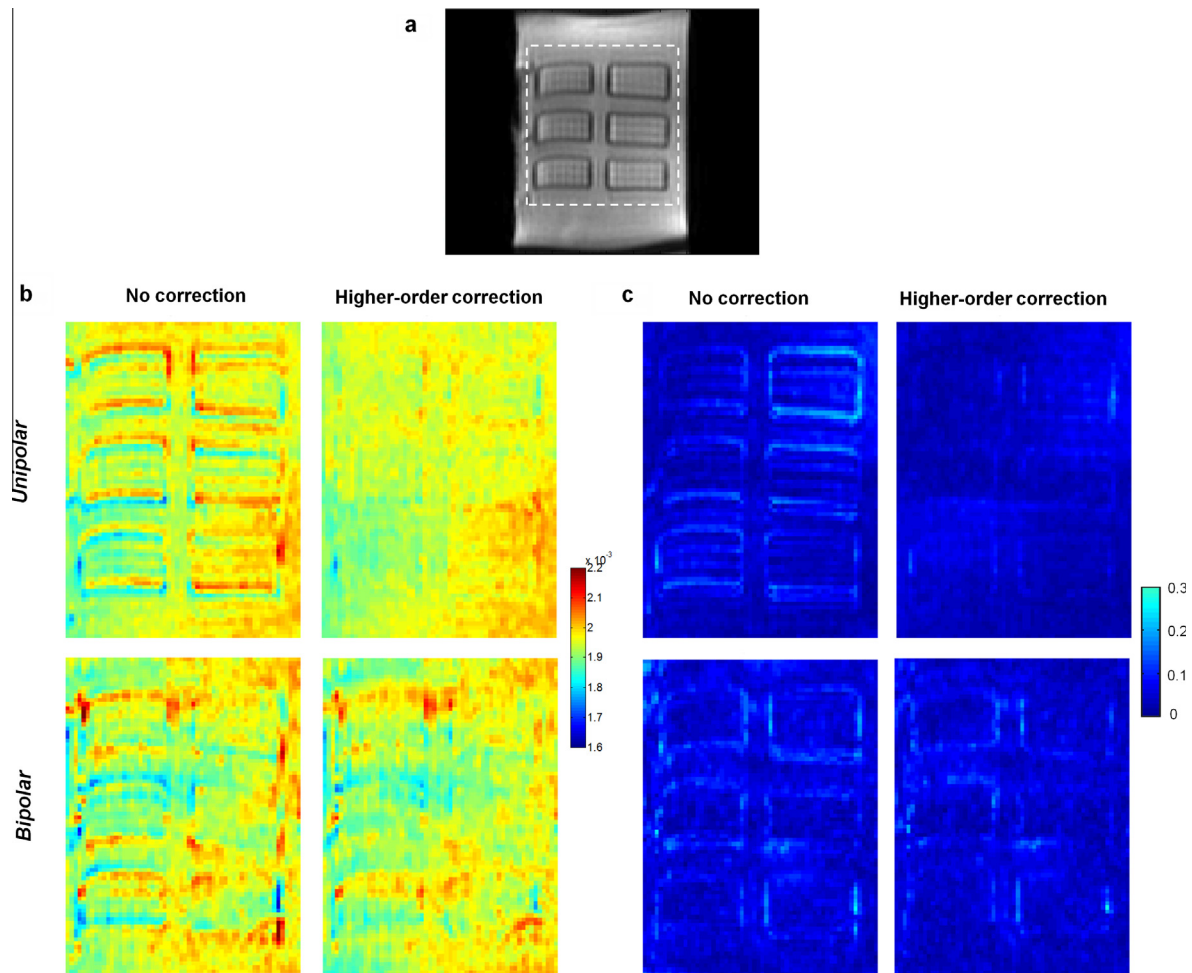 a
b
No correction
Higher-order correction
c
No correction
Higher-order correction
Unipolar
x 10-3
2.2
2.1
2
1.9
1.8
1.7
1.6
0.3
0.2
0.1
0
Bipolar